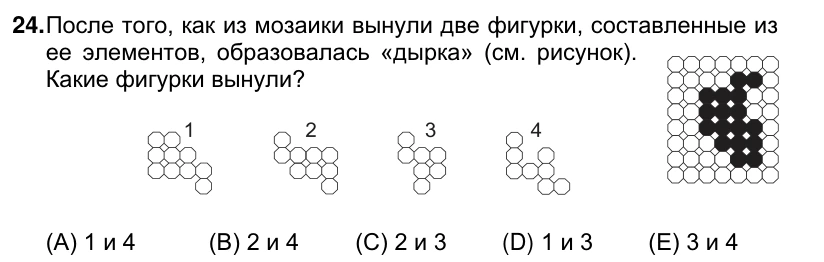 24.После того, как из мозаики вынули две фигурки, составленные из
ее элементов, образовалась «дырка» (см. рисунок).
Какие фигурки вынули?
1 2 3 4
(A) 1 и 4 (B) 2 и 4 (C) 2 и 3 (D) 1 и 3 (E) 3 и 4